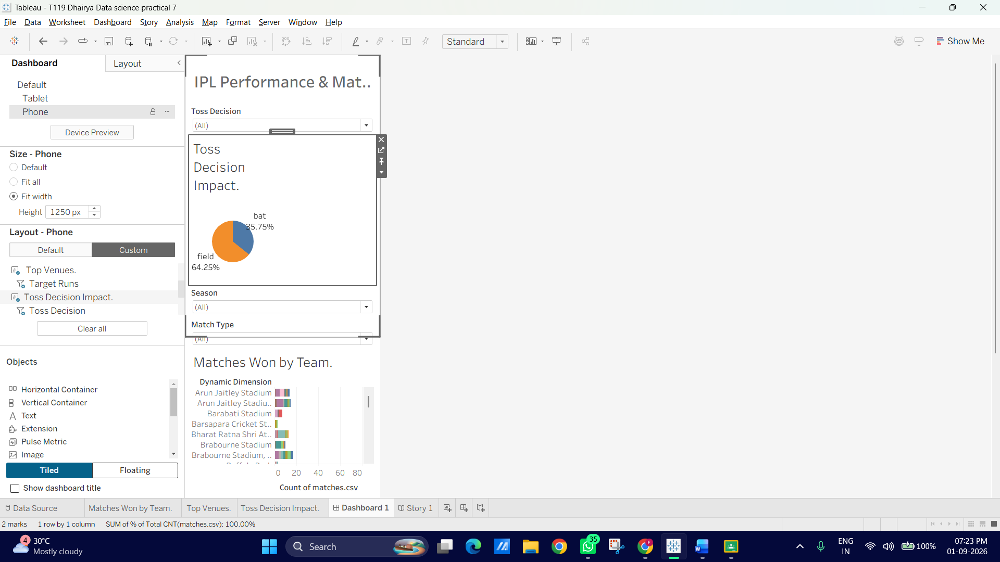 Tableau - T119 Dhairya Data science practical 7
File Data Worksheet Dashboard Story Analysis Map Format Server Window Help
Standard
Show Me
Dashboard
Layout
Default
Tablet
Phone
Device Preview
Size - Phone
Default
Fit all
Fit width
Height 1250 px
Layout - Phone
Default
Custom
Top Venues.
Target Runs
Toss Decision Impact.
Toss Decision
Clear all
Objects
Horizontal Container
Vertical Container
Text
Extension
Pulse Metric
Image
Tiled
Floating
Show dashboard title
IPL Performance & Mat..
Toss Decision
(All)
Toss
Decision
Impact.
bat
35.75%
field
64.25%
Season
(All)
Match Type
(All)
Matches Won by Team.
Dynamic Dimension
Arun Jaitley Stadium
Arun Jaitley Stadiu..
Barabati Stadium
Barsapara Cricket St..
Bharat Ratna Shri At..
Brabourne Stadium
Brabourne Stadium, ..
0 20 40 60 80
Count of matches.csv
Data Source
Matches Won by Team.
Top Venues.
Toss Decision Impact.
Dashboard 1
Story 1
2 marks 1 row by 1 column SUM of % of Total CNT(matches.csv): 100.00%
4
30°C
Mostly cloudy
Search
35
F
ENG
IN
100%
07:23 PM
01-09-2026